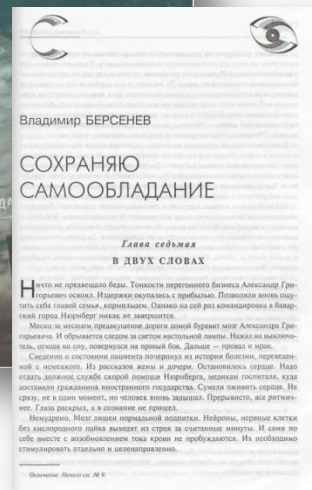 Владимир БЕРСЕНЕВ
СОХРАНЯЮ
САМООБЛАДАНИЕ
Глава седьмая
В ДВУХ СЛОВАХ
Ничто не предвещало беды. Тонкости перегонного бизнеса Александр Гри-
горьевич освоил. Издержки окупались с прибылью. Позволяли вновь ощу-
тить себя главой семьи, кормильцем. Однако на сей раз командировка в бавар-
ский город Нюрнберг никак не завершится.
Месяц за месяцем предвкушение дороги домой буравит мозг Александра Гри-
горьевича. И обрывается следом за светом настольной лампы. Нажал на выключа-
тель, отходя ко сну, повернулся на правый бок. Дальше — провал и мрак.
Сведения о состоянии пациента почерпнул из истории болезни, переведен-
ной с немецкого. Из рассказов жены и дочери. Остановилось сердце. Надо
отдать должное службе скорой помощи Нюрнберга, медикам госпиталя, куда
доставили гражданина иностранного государства. Сумели оживить сердце. Не
сразу, не в один момент, но человек вновь задышал. Прерывисто, все ритмич-
нее. Глаза раскрыл, а в сознание не пришел.
Немудрено. Мозг лишен нормальной подпитки. Нейроны, нервные клетки
без кислородного пайка выходят из строя за считанные минуты. И сами по
себе вместе с возобновлением тока крови не пробуждаются. Их необходимо
стимулировать отдельно и целенаправленно.
Окончание. Начало см. №